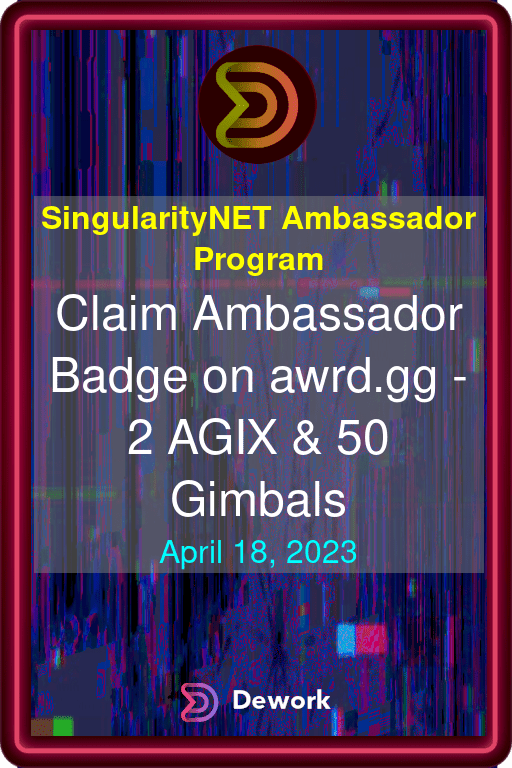 SingularityNET Ambassador
Program
Claim Ambassador
Badge on awrd.gg -
2 AGIX & 50
Gimbals
April 18, 2023
Dework